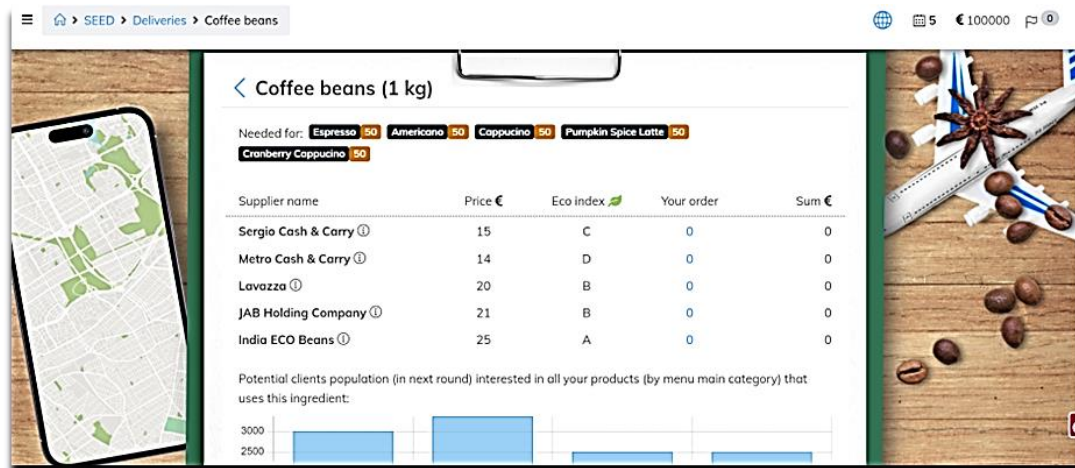 SEED > Deliveries > Coffee beans
5 € 100000 0
Coffee beans (1 kg)
Needed for: Espresso 50 Americano 50 Cappucino 50 Pumpkin Spice Latte 50
Cranberry Cappucino 50
Supplier name Price € Eco index Your order Sum €
Sergio Cash & Carry 15 C 0 0
Metro Cash & Carry 14 D 0 0
Lavazza 20 B 0 0
JAB Holding Company 21 B 0 0
India ECO Beans 25 A 0 0
Potential clients population (in next round) interested in all your products (by menu main category) that
uses this ingredient:
3000
2500